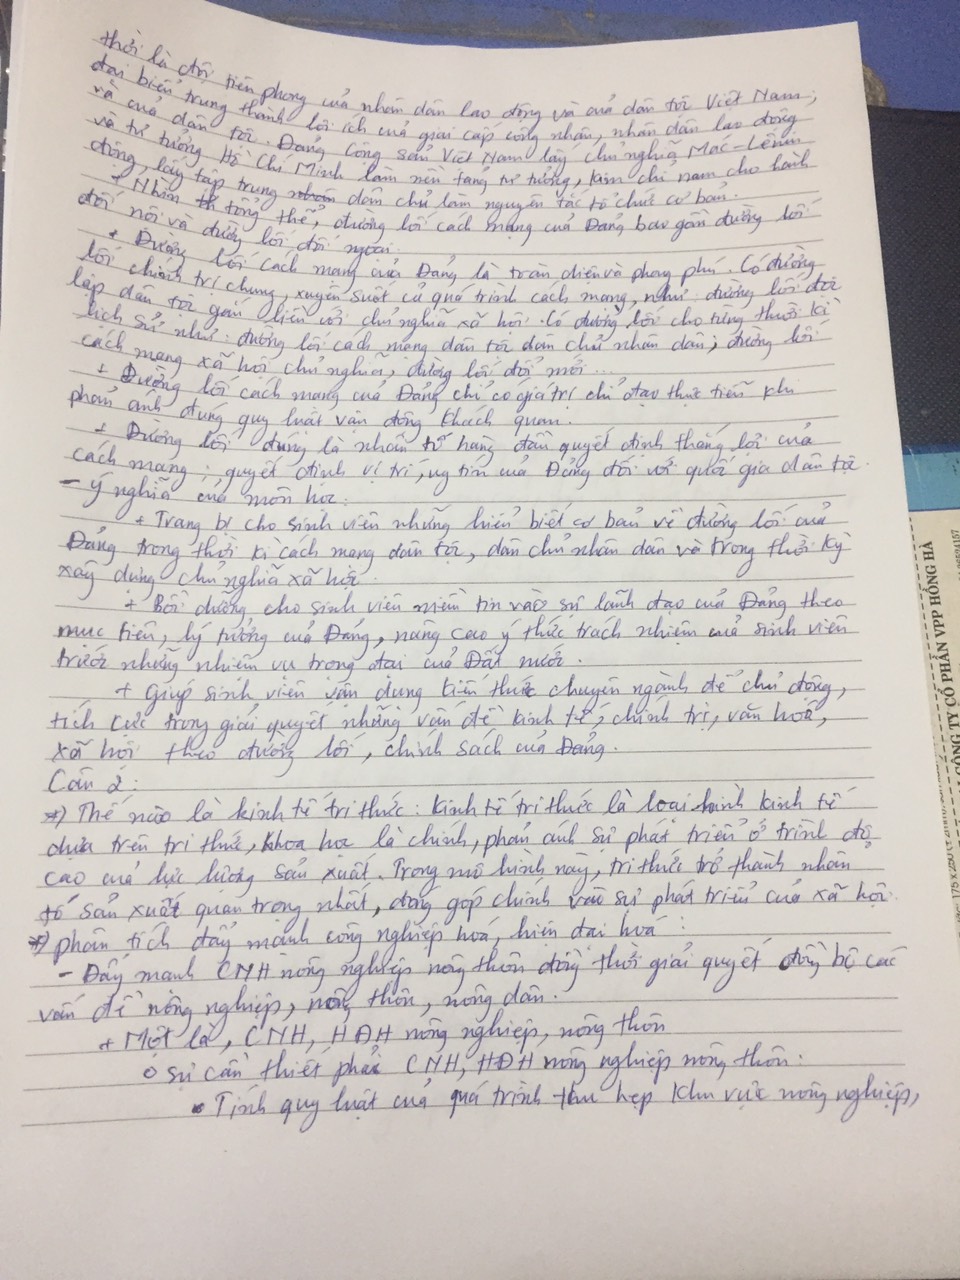 thời là đội tiên phong của nhân dân lao động và của dân tộc Việt Nam;
đại biểu trung thành lợi ích của giai cấp công nhân, nhân dân lao động
và của dân tộc. Đảng Cộng sản Việt Nam lấy chủ nghĩa Mác-Lênin
và tư tưởng Hồ Chí Minh làm nền tảng tư tưởng, kim chỉ nam cho hành
động, lấy tập trung dân chủ làm nguyên tắc tổ chức cơ bản.
+ Nhìn tổng thể, đường lối cách mạng của Đảng bao gồm đường lối
đối nội và đường lối đối ngoại.
+ Đường lối cách mạng của Đảng là toàn diện và phong phú. Có đường
lối chính trị chung, xuyên suốt cả quá trình cách mạng, như: đường lối độc
lập dân tộc gắn liền với chủ nghĩa xã hội. Có đường lối cho từng thời kì
lịch sử như: đường lối cách mạng dân tộc dân chủ nhân dân; đường lối
cách mạng xã hội chủ nghĩa, đường lối đổi mới...
+ Đường lối cách mạng của Đảng chỉ có giá trị chỉ đạo thực tiễn khi
phản ánh đúng quy luật vận động khách quan.
+ Đường lối đúng là nhân tố hàng đầu quyết định thắng lợi của
cách mạng; quyết định vị trí, uy tín của Đảng đối với quốc gia dân tộc.
- Ý nghĩa của môn học:
+ Trang bị cho sinh viên những hiểu biết cơ bản về đường lối của
Đảng trong thời kì cách mạng dân tộc, dân chủ nhân dân và trong thời kỳ
xây dựng chủ nghĩa xã hội.
+ Bồi dưỡng cho sinh viên niềm tin vào sự lãnh đạo của Đảng theo
mục tiêu, lý tưởng của Đảng, nâng cao ý thức trách nhiệm của sinh viên
trước những nhiệm vụ trọng đại của Đất nước.
+ Giúp sinh viên vận dụng kiến thức chuyên ngành để chủ động,
tích cực trong giải quyết những vấn đề kinh tế, chính trị, văn hoá,
xã hội theo đường lối, chính sách của Đảng.
Câu 2:
*) Thế nào là kinh tế tri thức: Kinh tế tri thức là loại hình kinh tế
dựa trên tri thức, khoa học là chính, phản ánh sự phát triển ở trình độ
cao của lực lượng sản xuất. Trong mô hình này, tri thức trở thành nhân
tố sản xuất quan trọng nhất, đóng góp chính vào sự phát triển của xã hội.
*) phân tích đẩy mạnh công nghiệp hoá, hiện đại hoá:
- Đẩy mạnh CNH nông nghiệp nông thôn đồng thời giải quyết đồng bộ các
vấn đề nông nghiệp, nông thôn, nông dân.
+ Một là, CNH, HĐH nông nghiệp, nông thôn
o sự cần thiết phải CNH, HĐH nông nghiệp nông thôn.
• Tính quy luật của quá trình thu hẹp khu vực nông nghiệp,
CÔNG TY CỔ PHẦN VPP HỒNG HÀ